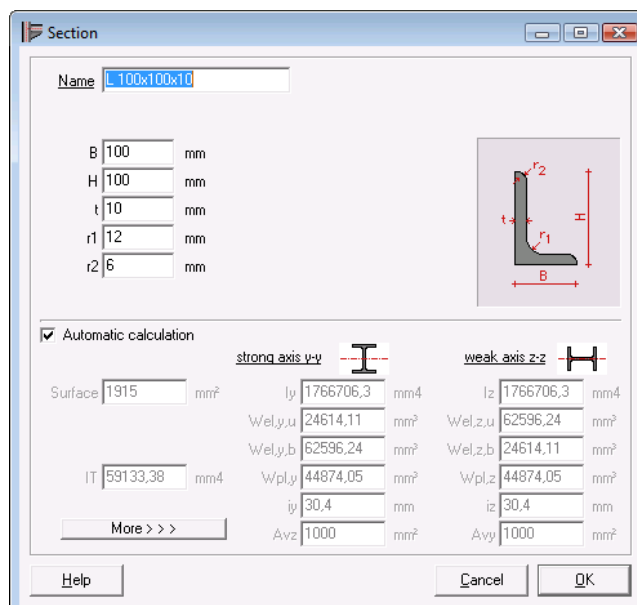 Section
Name L 100x100x10
B 100 mm
H 100 mm
t 10 mm
r1 12 mm
r2 6 mm
r2
t
r1
H
B
Automatic calculation
strong axis y-y weak axis z-z
Surface 1915 mm² Iy 1766706,3 mm4 Iz 1766706,3 mm4
Wel,y,u 24614,11 mm³ Wel,z,u 62596,24 mm³
Wel,y,b 62596,24 mm³ Wel,z,b 24614,11 mm³
IT 59133,38 mm4 Wpl,y 44874,05 mm³ Wpl,z 44874,05 mm³
iy 30,4 mm iz 30,4 mm
More > > > Avz 1000 mm² Avy 1000 mm²
Help Cancel OK